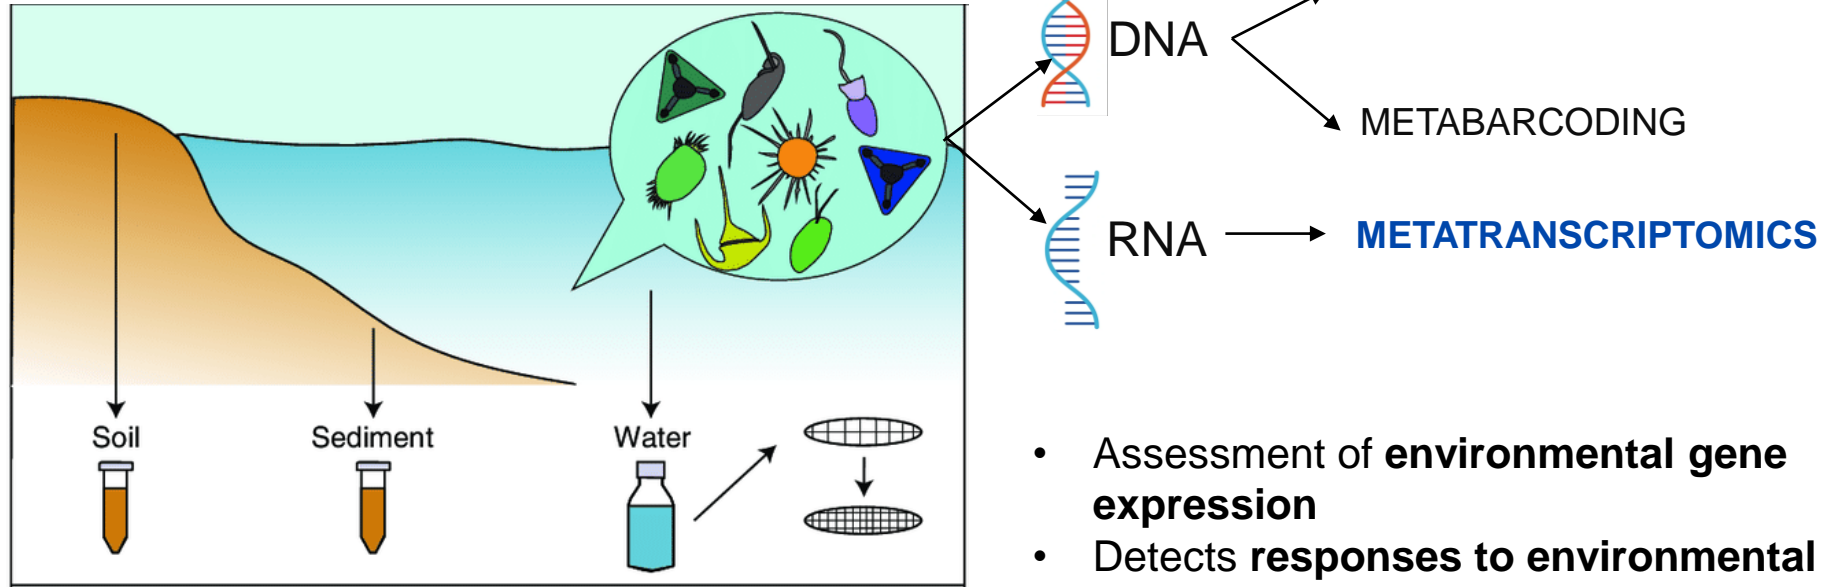 DNA
METABARCODING
RNA
METATRANSCRIPTOMICS
Soil
Sediment
Water
• Assessment of environmental gene
expression
• Detects responses to environmental